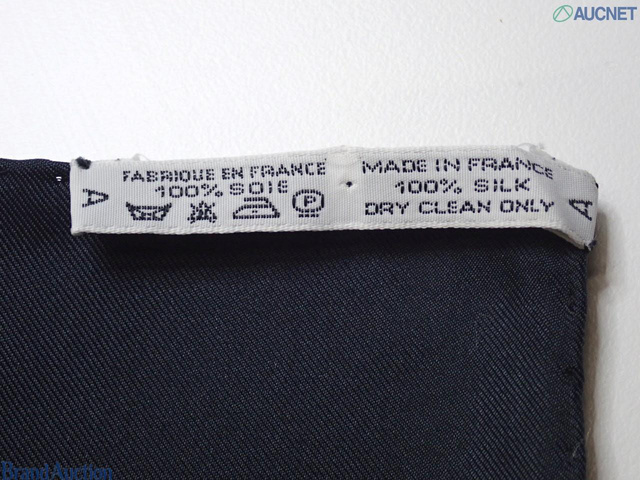 AUCNET
FABRIQUE EN FRANCE
100% SOIE
A
P
MADE IN FRANCE
100% SILK
DRY CLEAN ONLY
A
Brand Auction